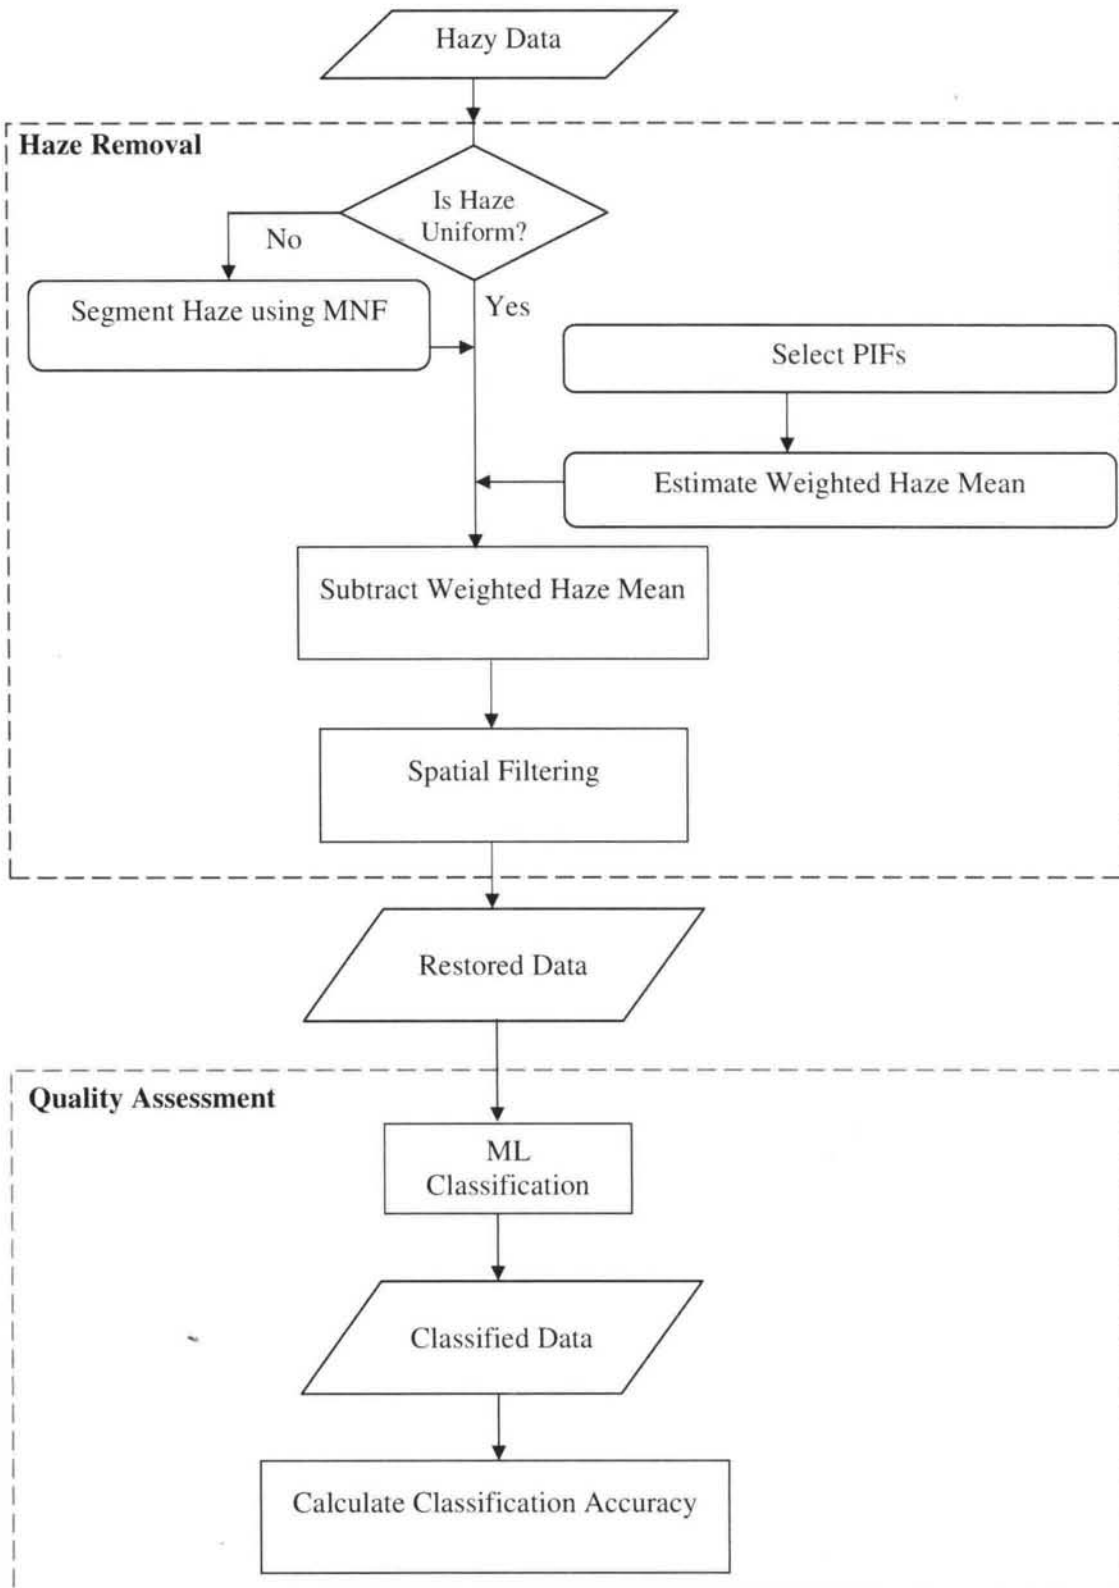 Hazy Data
Haze Removal
Is Haze
Uniform?
No
Yes
Segment Haze using MNF
Select PIFs
Estimate Weighted Haze Mean
Subtract Weighted Haze Mean
Spatial Filtering
Restored Data
Quality Assessment
ML
Classification
Classified Data
Calculate Classification Accuracy